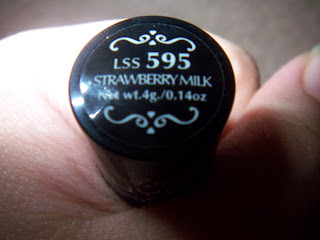 LSS 595
STRAWBERRY MILK
Net wt.4g./0.14oz